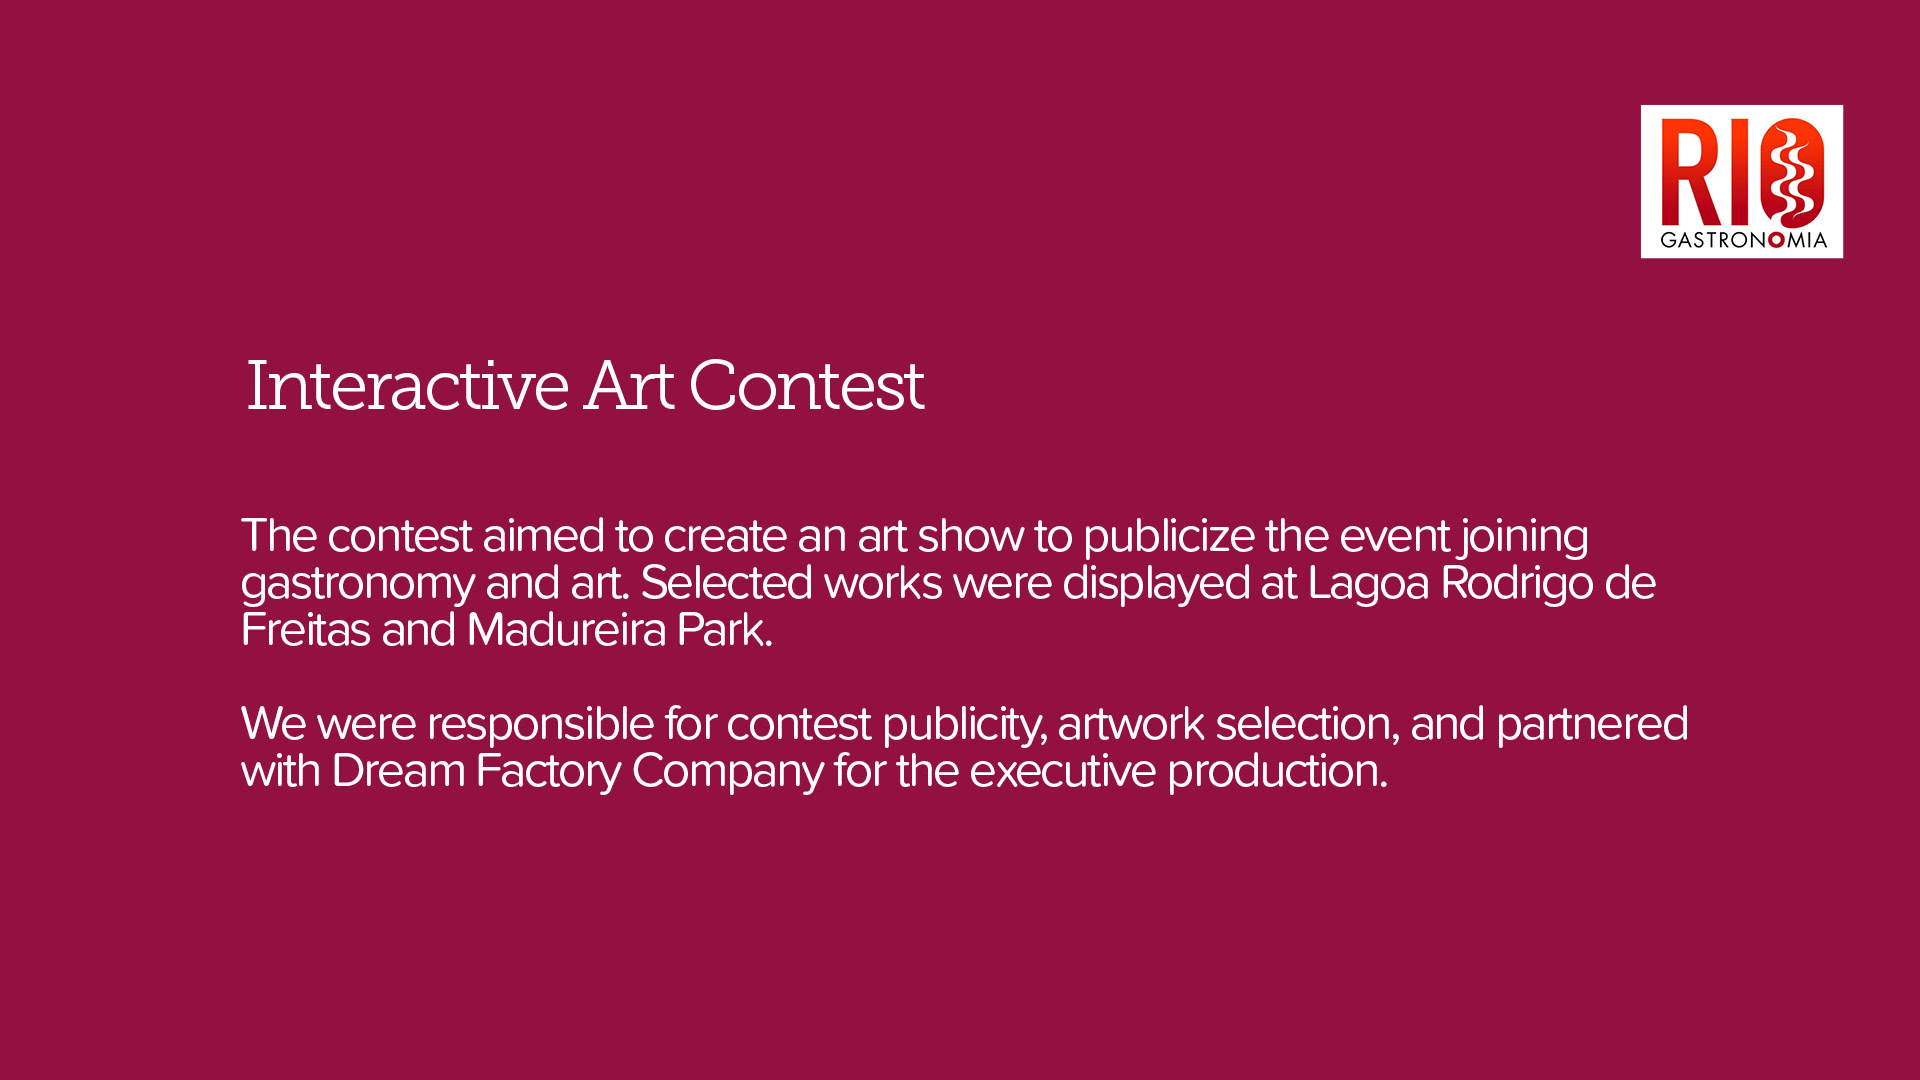 RIO
GASTRONOMIA
Interactive Art Contest
The contest aimed to create an art show to publicize the event joining
gastronomy and art. Selected works were displayed at Lagoa Rodrigo de
Freitas and Madureira Park.
We were responsible for contest publicity, artwork selection, and partnered
with Dream Factory Company for the executive production.